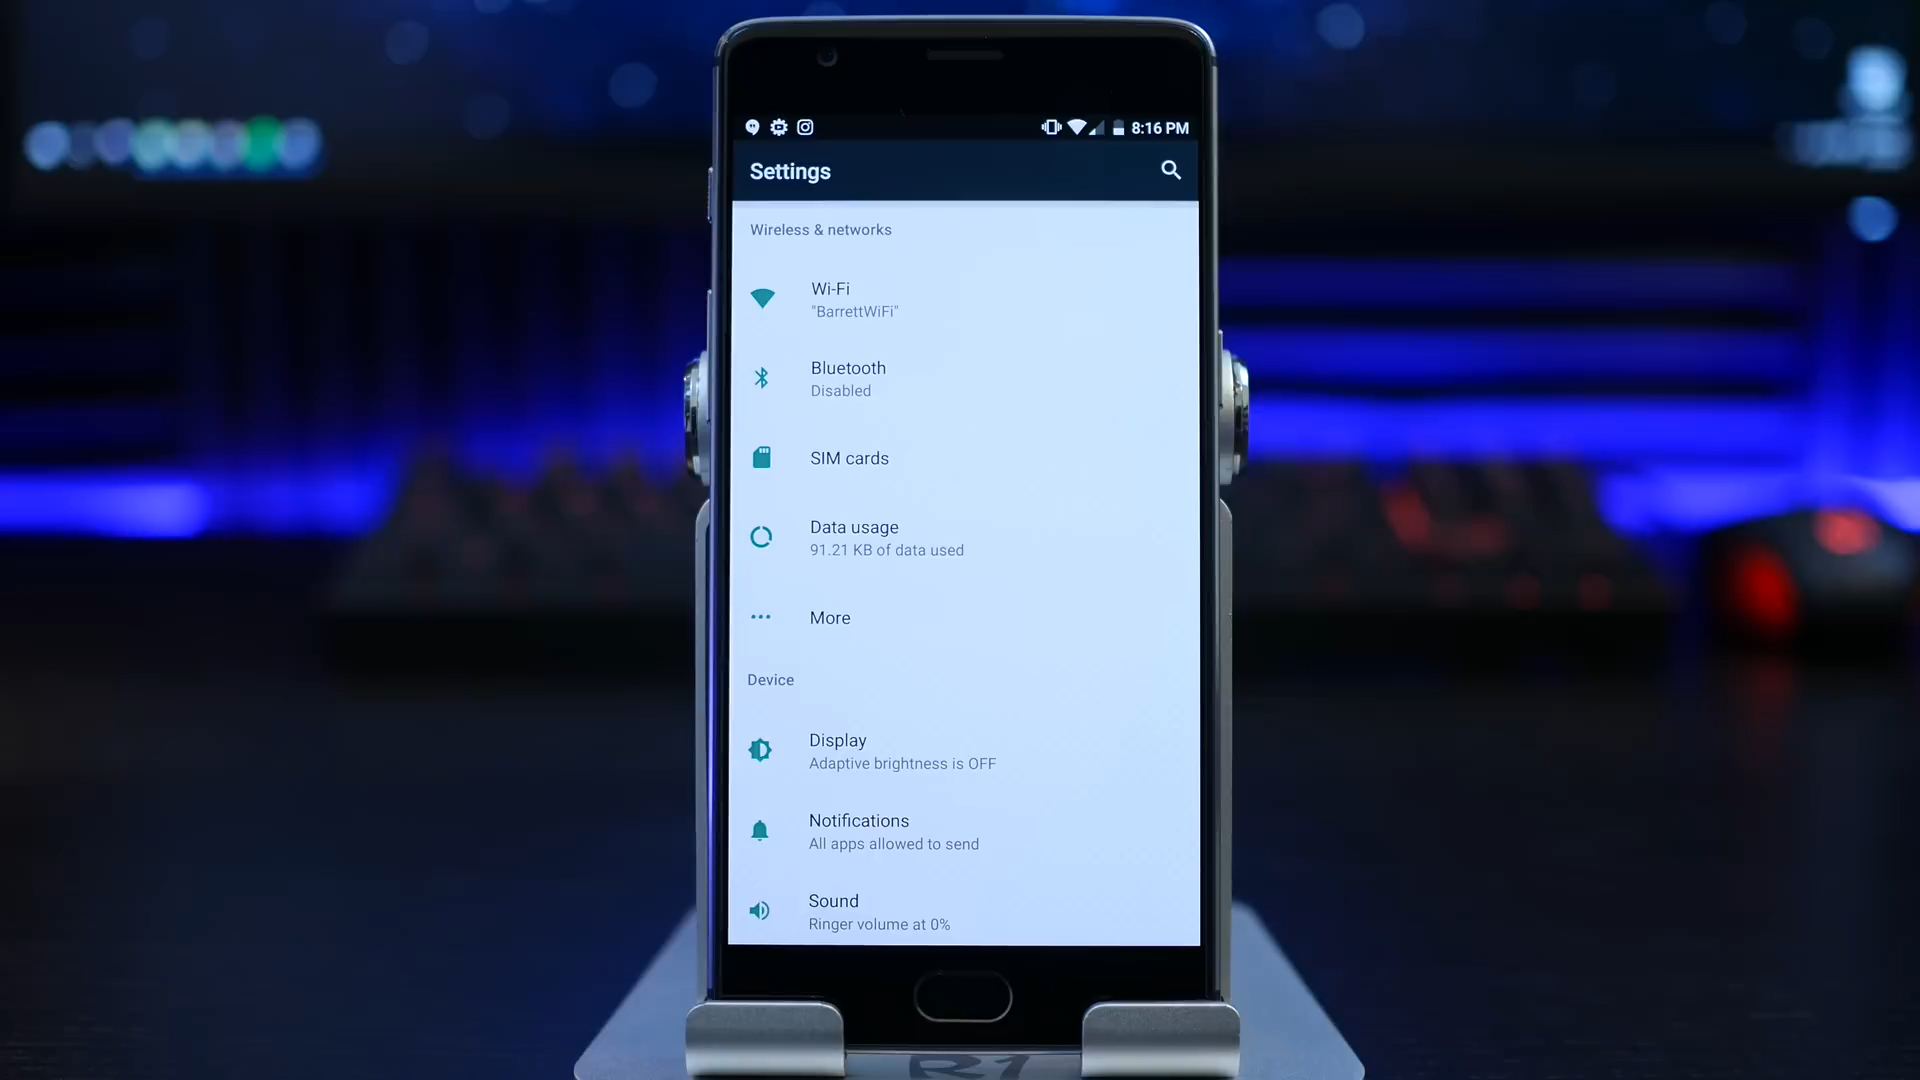 8:16 PM
Settings
Wireless & networks
Wi-Fi
"BarrettWiFi"
Bluetooth
Disabled
SIM cards
Data usage
91.21 KB of data used
More
Device
Display
Adaptive brightness is OFF
Notifications
All apps allowed to send
Sound
Ringer volume at 0%
R1